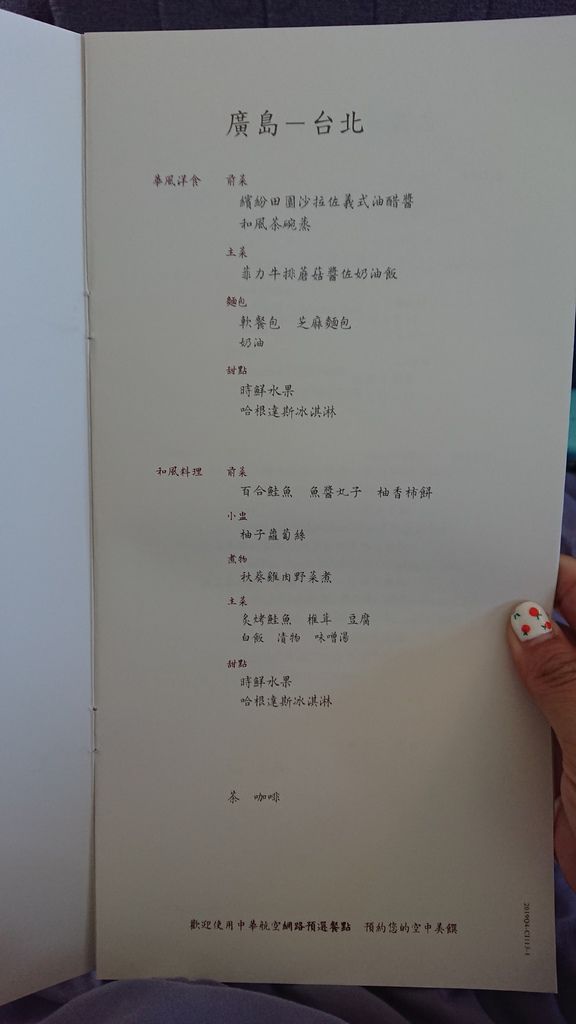 廣島－台北
華風洋食 前菜
繽紛田園沙拉佐義式油醋醬
和風茶碗蒸
主菜
菲力牛排蘑菇醬佐奶油飯
麵包
軟餐包 芝麻麵包
奶油
甜點
時鮮水果
哈根達斯冰淇淋
和風料理 前菜
百合鮭魚 魚醬丸子 柚香柿餅
小盅
柚子蘿蔔絲
煮物
秋葵雞肉野菜煮
主菜
炙烤鮭魚 椎茸 豆腐
白飯 漬物 味噌湯
甜點
時鮮水果
哈根達斯冰淇淋
茶 咖啡
歡迎使用中華航空網路預選餐點 預約您的空中美饌
2019Q4-CI113-1